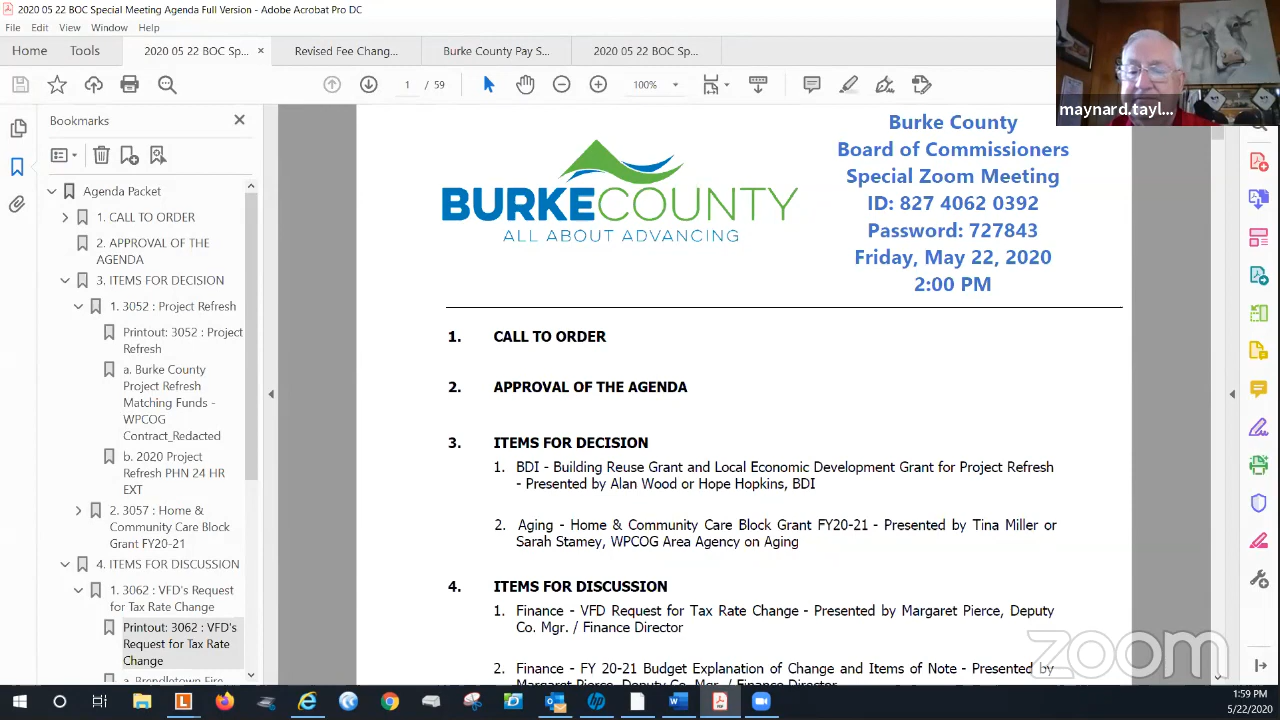 2020 05 22 BOC Special Meeting Agenda Full Version - Adobe Acrobat Pro DC
File Edit View Window Help
Home Tools 2020 05 22 BOC Sp... × Revised Fee Chang... Burke County Pay S... 2020 05 22 BOC Sp...
1 / 59 100%
maynard.tayl...
Bookmarks
Agenda Packet
1. CALL TO ORDER
2. APPROVAL OF THE
AGENDA
3. ITEMS FOR DECISION
1. 3052 : Project Refresh
Printout: 3052 : Project
Refresh
a. Burke County
Project Refresh
Matching Funds -
WPCOG
Contract_Redacted
b. 2020 Project
Refresh PHN 24 HR
EXT
2. 3057 : Home &
Community Care Block
Grant FY20-21
4. ITEMS FOR DISCUSSION
1. 3062 : VFD's Request
for Tax Rate Change
Printout: 3062 : VFD's
Request for Tax Rate
Change
a. Brendletown Fire
BURKECOUNTY
ALL ABOUT ADVANCING
Burke County
Board of Commissioners
Special Zoom Meeting
ID: 827 4062 0392
Password: 727843
Friday, May 22, 2020
2:00 PM
1. CALL TO ORDER
2. APPROVAL OF THE AGENDA
3. ITEMS FOR DECISION
1. BDI - Building Reuse Grant and Local Economic Development Grant for Project Refresh
- Presented by Alan Wood or Hope Hopkins, BDI
2. Aging - Home & Community Care Block Grant FY20-21 - Presented by Tina Miller or
Sarah Stamey, WPCOG Area Agency on Aging
4. ITEMS FOR DISCUSSION
1. Finance - VFD Request for Tax Rate Change - Presented by Margaret Pierce, Deputy
Co. Mgr. / Finance Director
2. Finance - FY 20-21 Budget Explanation of Change and Items of Note - Presented by
Margaret Pierce, Deputy Co. Mgr. / Finance Director
zoom
1:59 PM
5/22/2020